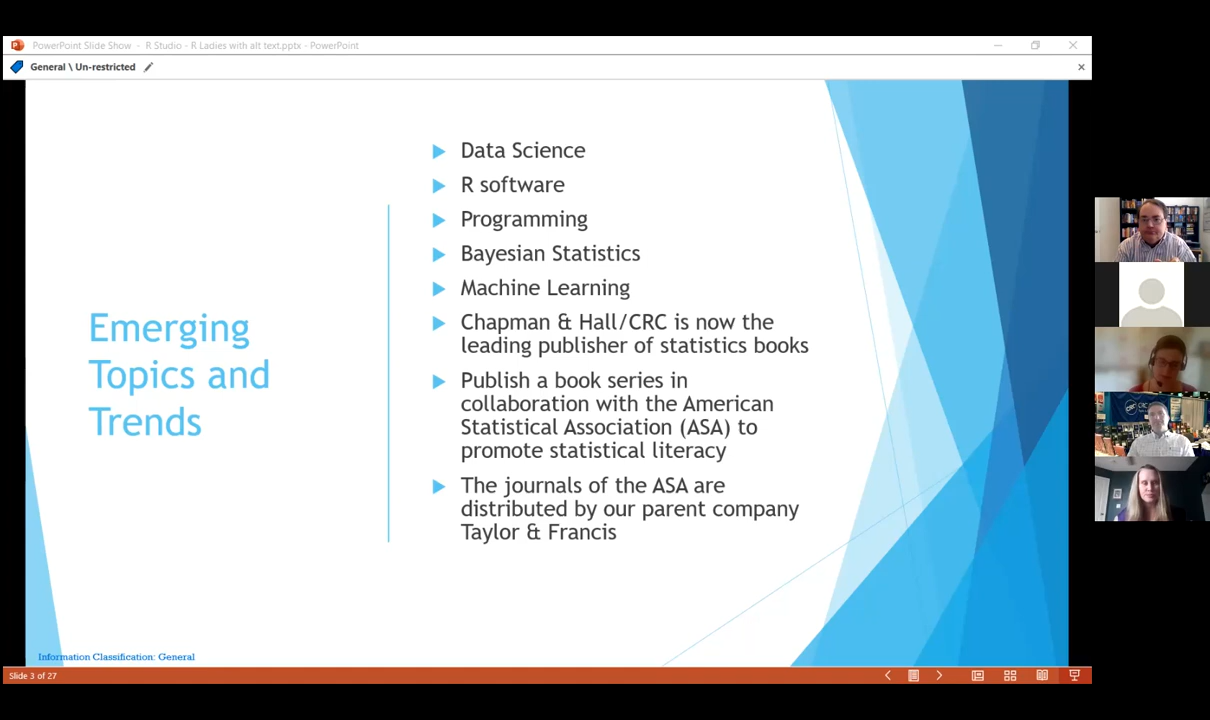 PowerPoint Slide Show - R Studio - R Ladies with alt text.pptx - PowerPoint
General \ Un-restricted
Emerging
Topics and
Trends
Data Science
R software
Programming
Bayesian Statistics
Machine Learning
Chapman & Hall/CRC is now the
leading publisher of statistics books
Publish a book series in
collaboration with the American
Statistical Association (ASA) to
promote statistical literacy
The journals of the ASA are
distributed by our parent company
Taylor & Francis
Information Classification: General
Slide 3 of 27
CRC